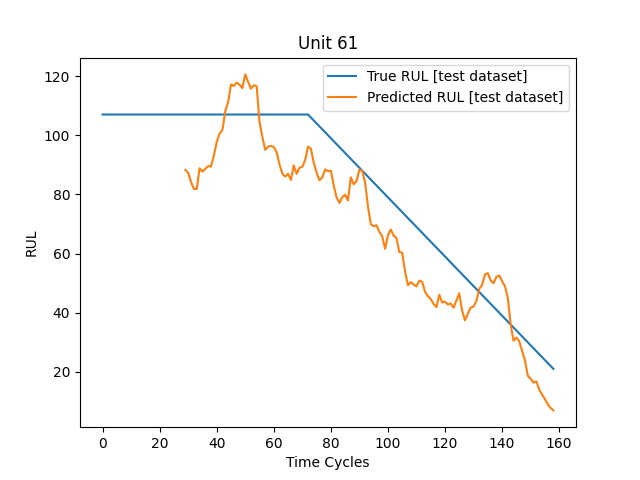 Unit 61
True RUL [test dataset]
Predicted RUL [test dataset]
120
100
80
60
40
20
RUL
0 20 40 60 80 100 120 140 160
Time Cycles